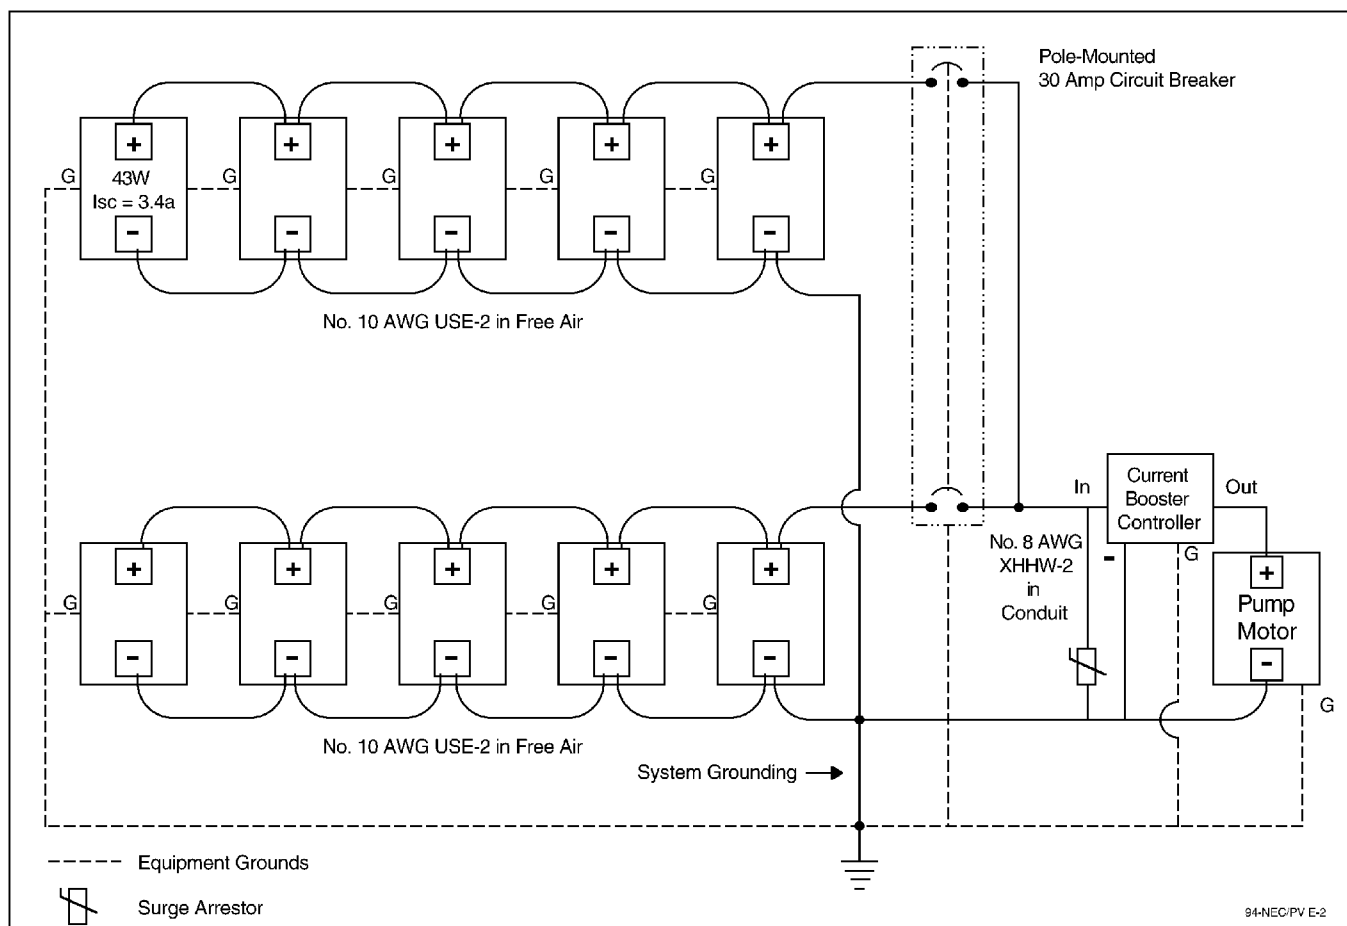 Pole-Mounted
30 Amp Circuit Breaker
+ + + + +
G 43W G G G G
Isc = 3.4a
- - - - -
No. 10 AWG USE-2 in Free Air
In Current Booster Controller Out
+ + + + +
No. 8 AWG
XHHW-2
in
Conduit
- G
+
Pump
Motor
-
G
G G G G G
- - - - -
No. 10 AWG USE-2 in Free Air
System Grounding
Equipment Grounds
Surge Arrestor
94-NEC/PV E-2